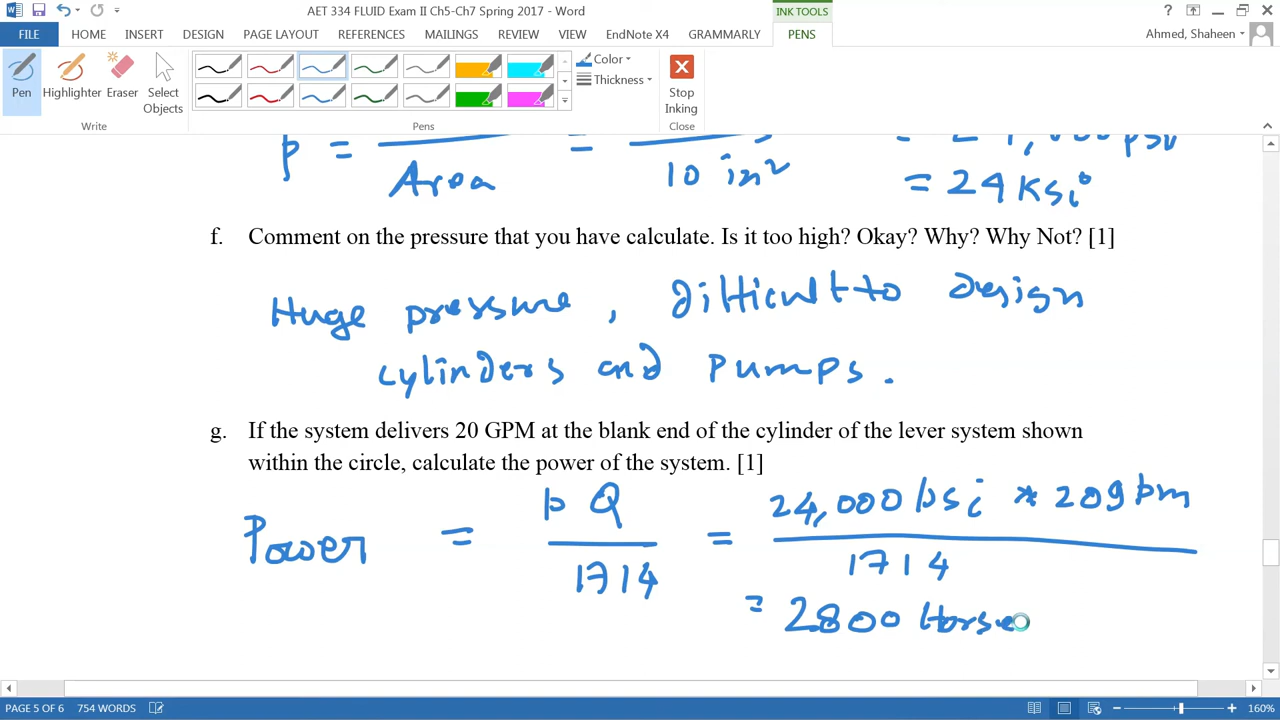 AET 334 FLUID Exam II Ch5-Ch7 Spring 2017 - Word
INK TOOLS
FILE HOME INSERT DESIGN PAGE LAYOUT REFERENCES MAILINGS REVIEW VIEW EndNote X4 GRAMMARLY PENS Ahmed, Shaheen
Pen Highlighter Eraser Select Objects
Color
Thickness
Stop Inking
Write Pens Close
p = Area = 10 in² = 24,000 psi
= 24 Ksi
f. Comment on the pressure that you have calculate. Is it too high? Okay? Why? Why Not? [1]
Huge pressure, difficult to design
cylinders and pumps.
g. If the system delivers 20 GPM at the blank end of the cylinder of the lever system shown
within the circle, calculate the power of the system. [1]
Power = p Q / 1714 = 24,000 psi * 20 gpm / 1714
= 2800 Horse
PAGE 5 OF 6 754 WORDS 160%